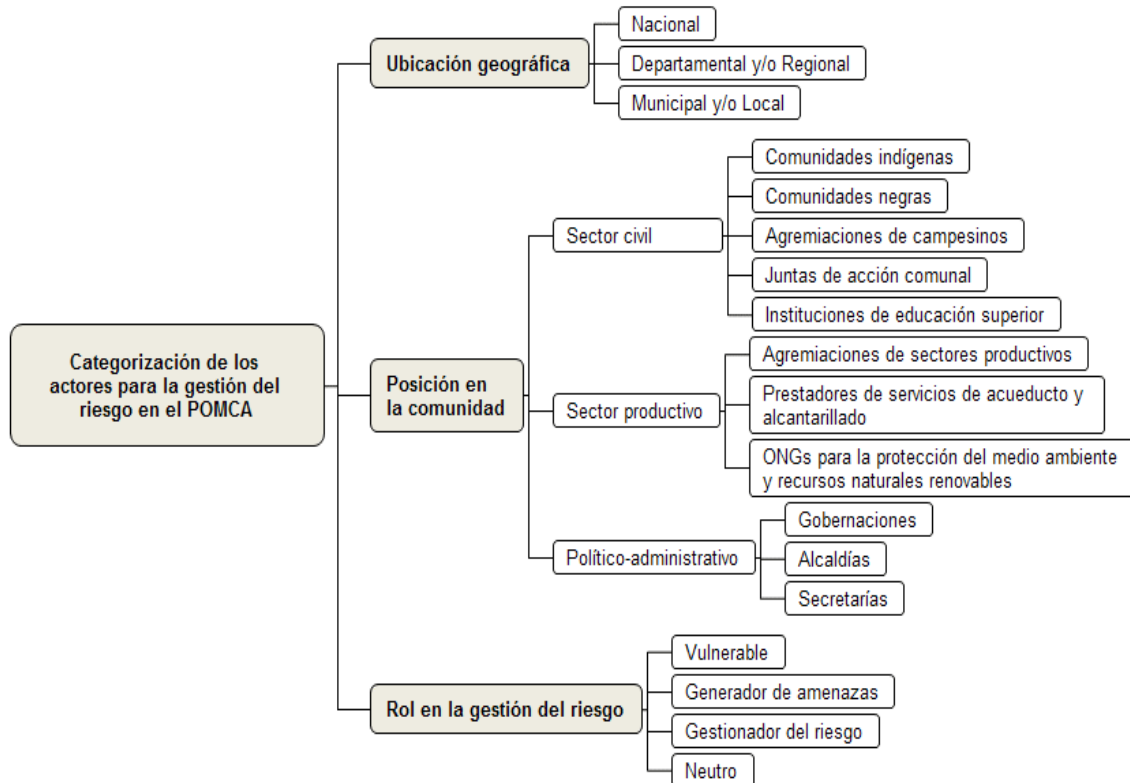 Categorización de los
actores para la gestión del
riesgo en el POMCA
Ubicación geográfica
Nacional
Departamental y/o Regional
Municipal y/o Local
Posición en
la comunidad
Sector civil
Comunidades indígenas
Comunidades negras
Agremiaciones de campesinos
Juntas de acción comunal
Instituciones de educación superior
Sector productivo
Agremiaciones de sectores productivos
Prestadores de servicios de acueducto y
alcantarillado
ONGs para la protección del medio ambiente
y recursos naturales renovables
Político-administrativo
Gobernaciones
Alcaldías
Secretarías
Rol en la gestión del riesgo
Vulnerable
Generador de amenazas
Gestionador del riesgo
Neutro